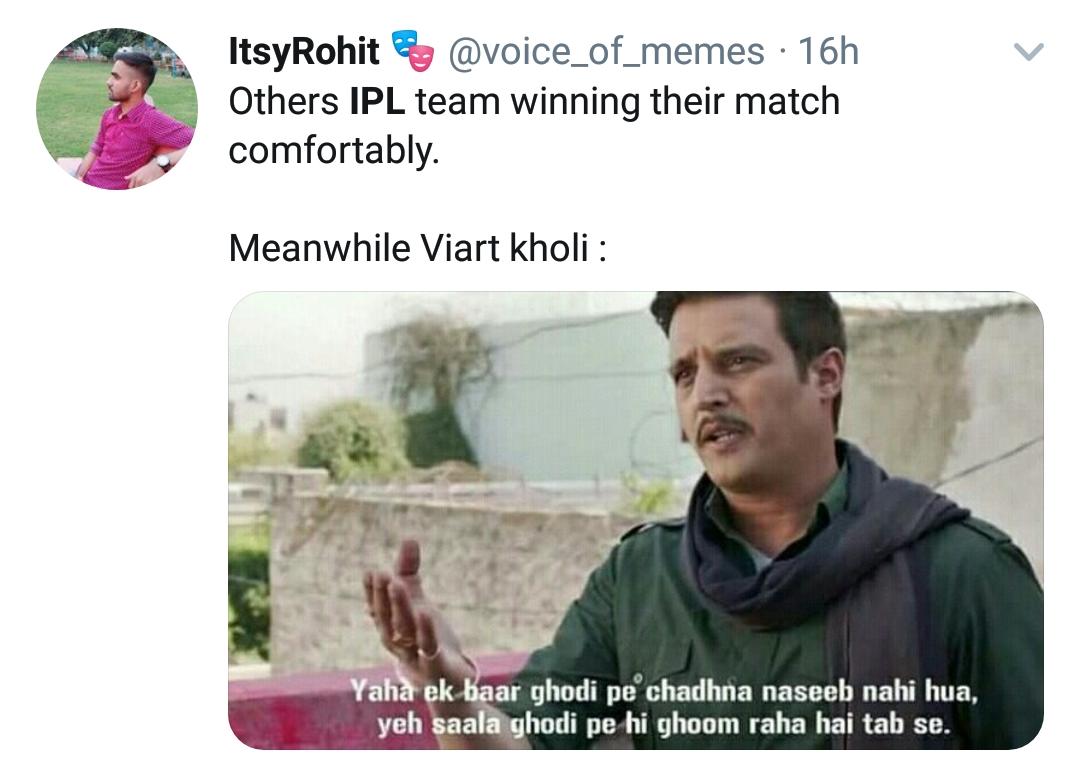 ItsyRohit 🎭 @voice_of_memes · 16h
Others IPL team winning their match
comfortably.
Meanwhile Viart kholi :
Yaha ek baar ghodi pe chadhna naseeb nahi hua,
yeh saala ghodi pe hi ghoom raha hai tab se.